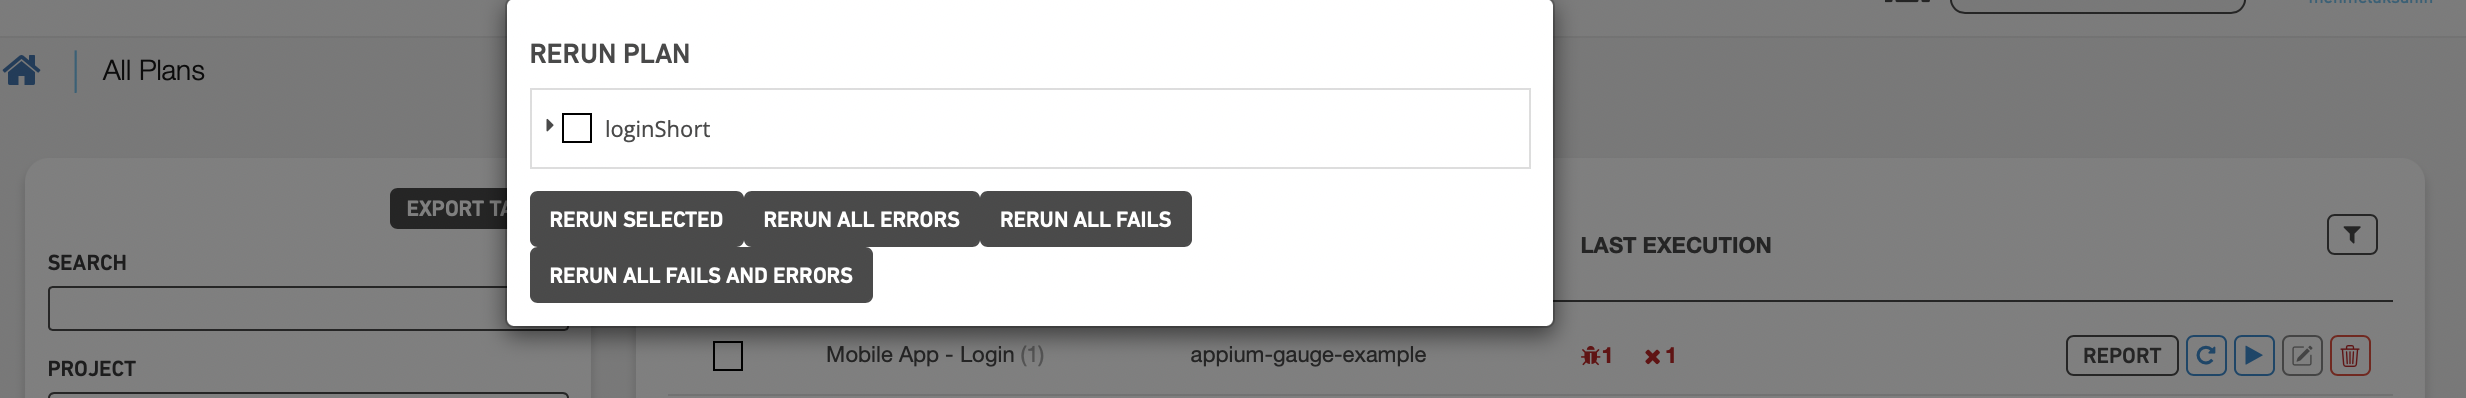 All Plans
RERUN PLAN
loginShort
RERUN SELECTED
RERUN ALL ERRORS
RERUN ALL FAILS
RERUN ALL FAILS AND ERRORS
EXPORT
SEARCH
PROJECT
LAST EXECUTION
Mobile App - Login (1)
appium-gauge-example
1
1
REPORT